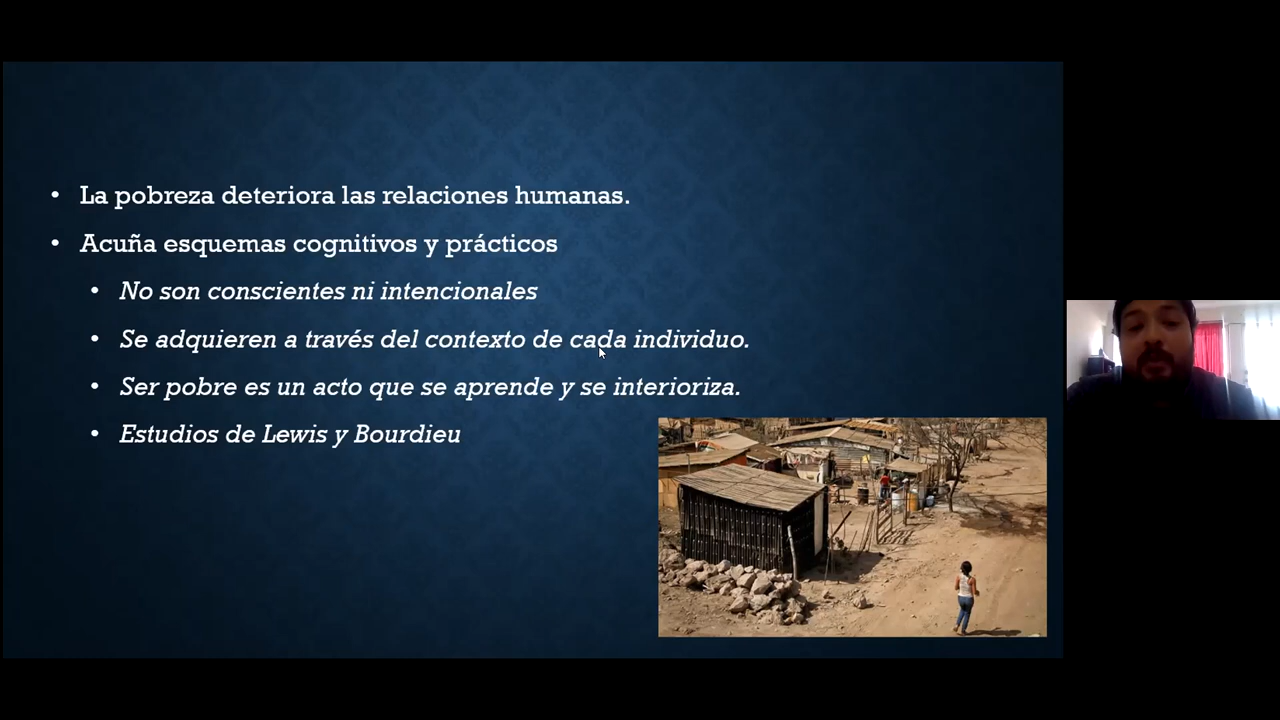 La pobreza deteriora las relaciones humanas.
Acuña esquemas cognitivos y prácticos
No son conscientes ni intencionales
Se adquieren a través del contexto de cada individuo.
Ser pobre es un acto que se aprende y se interioriza.
Estudios de Lewis y Bourdieu